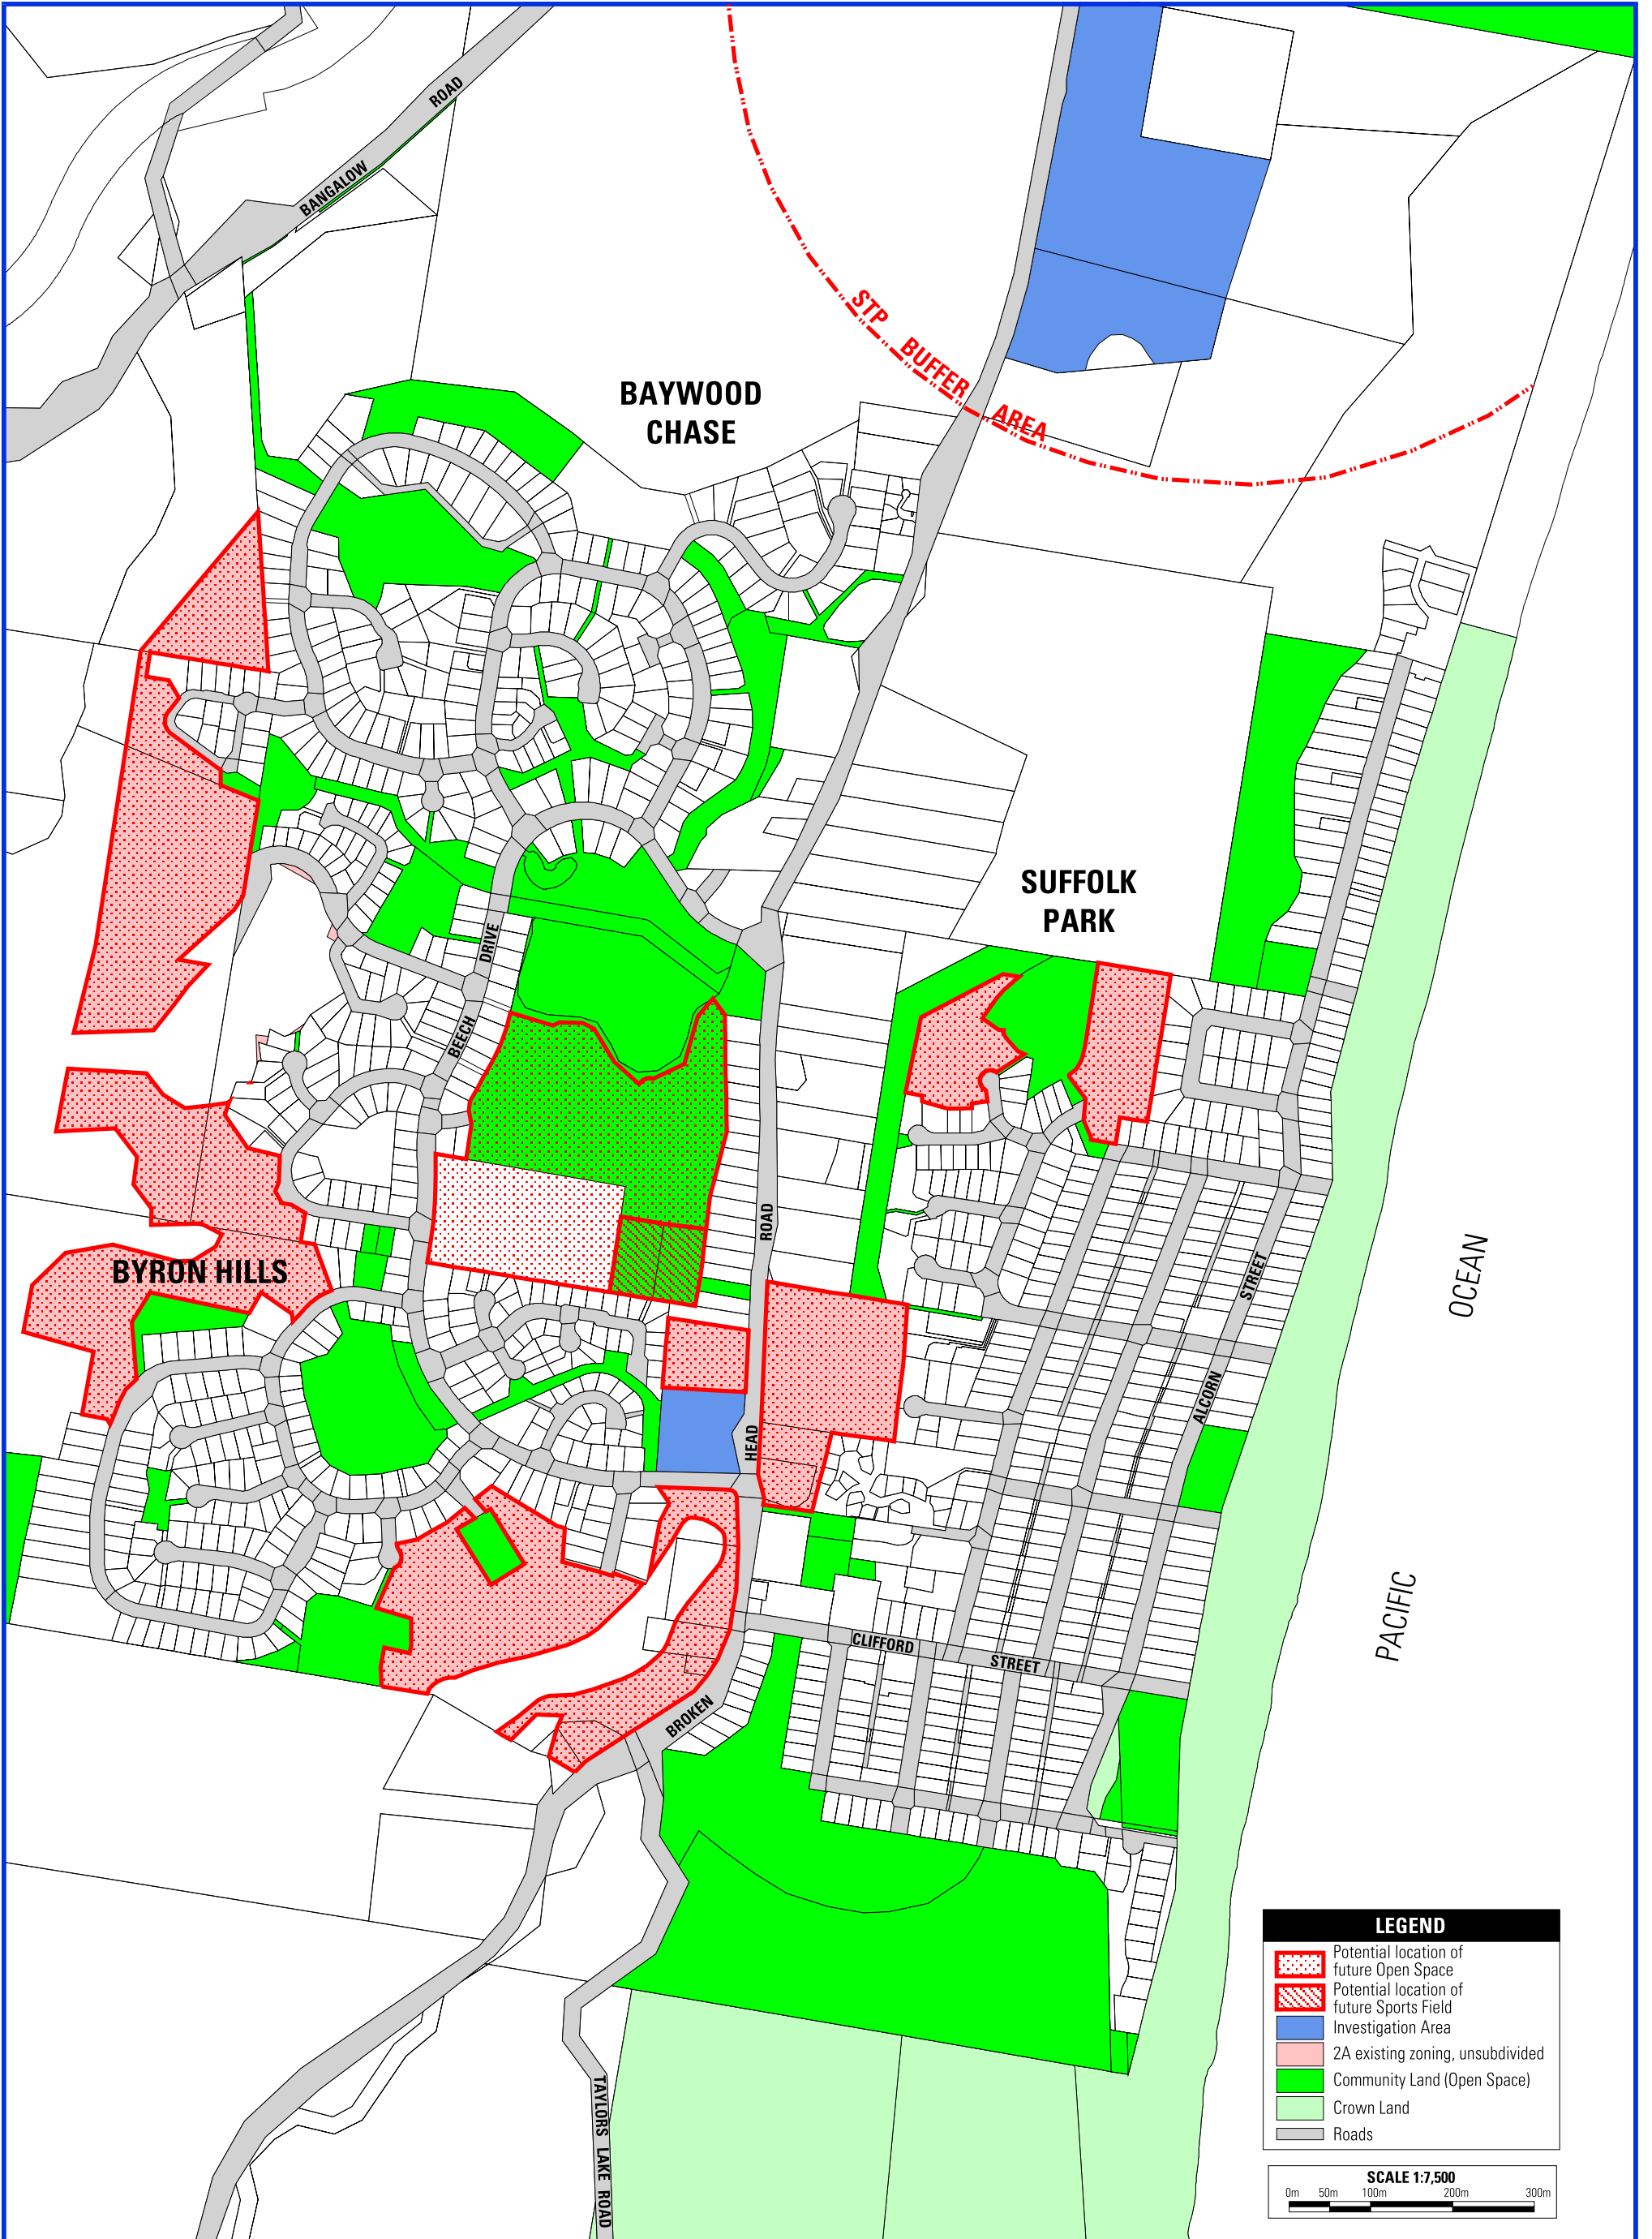 ROAD
BANGALOW
STP BUFFER AREA
BAYWOOD
CHASE
SUFFOLK
PARK
DRIVE
BEECH
ROAD
BYRON HILLS
STREET
ALCORN
OCEAN
HEAD
PACIFIC
CLIFFORD
STREET
BROKEN
TAYLORS LAKE ROAD
LEGEND
Potential location of
future Open Space
Potential location of
future Sports Field
Investigation Area
2A existing zoning, unsubdivided
Community Land (Open Space)
Crown Land
Roads
SCALE 1:7,500
0m 50m 100m 200m 300m